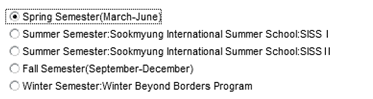 Spring Semester(March-June)
Summer Semester:Sookmyung International Summer School:SISS I
Summer Semester:Sookmyung International Summer School:SISS II
Fall Semester(September-December)
Winter Semester:Winter Beyond Borders Program